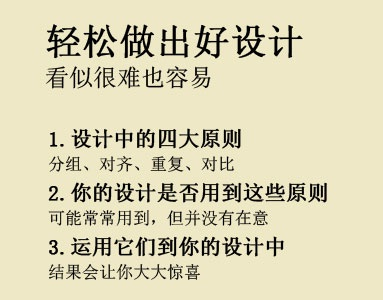 轻松做出好设计
看似很难也容易
1.设计中的四大原则
分组、对齐、重复、对比
2.你的设计是否用到这些原则
可能常常用到，但并没有在意
3.运用它们到你的设计中
结果会让你大大惊喜